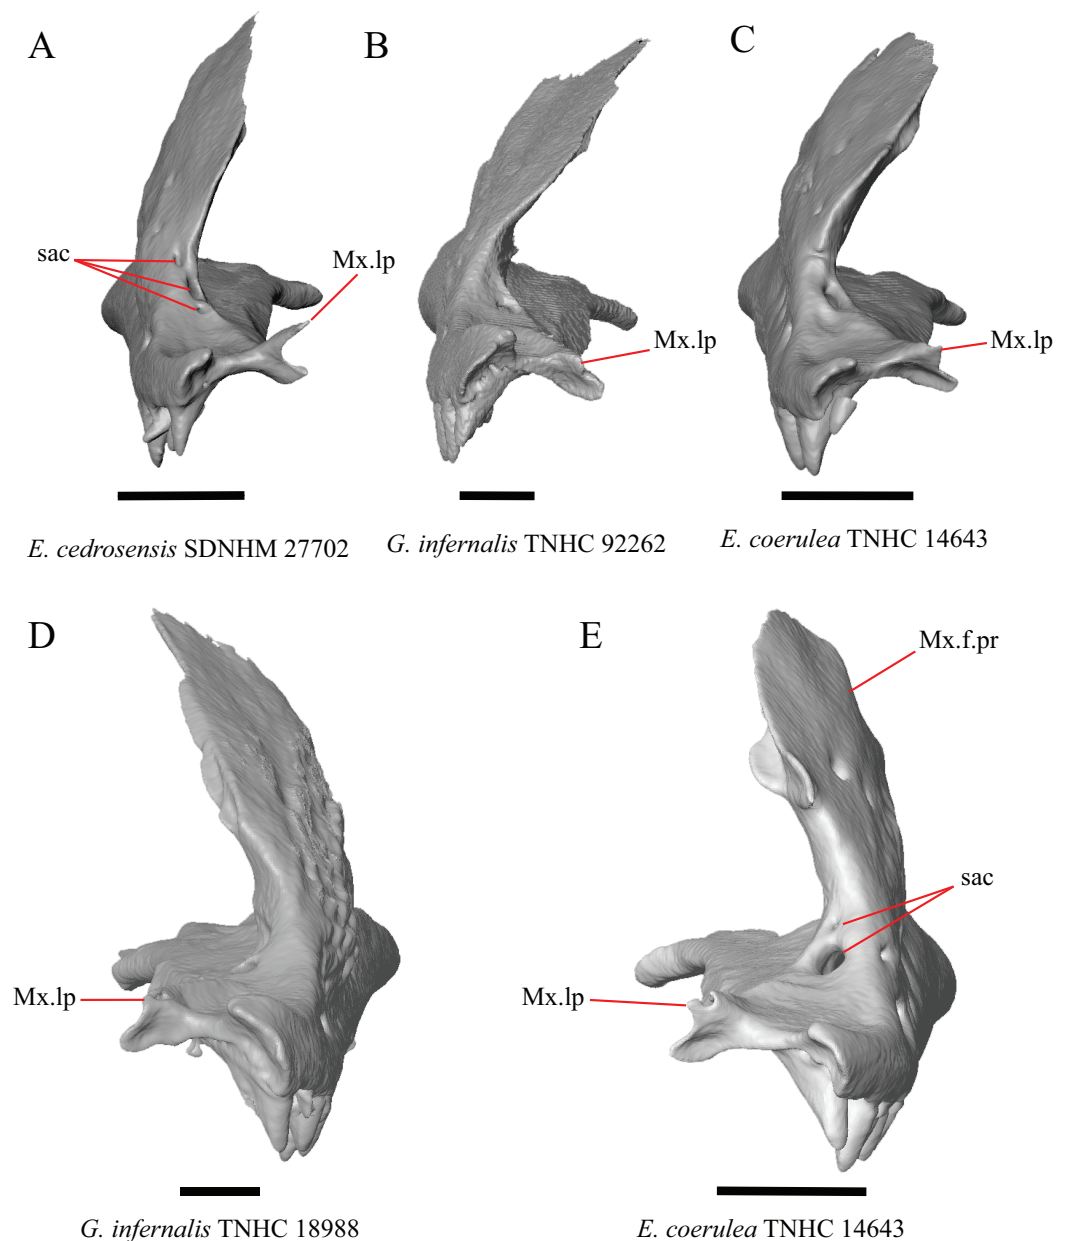 A
B
C
sac
Mx.lp
Mx.lp
Mx.lp
E. cedrosensis SDNHM 27702
G. infernalis TNHC 92262
E. coerulea TNHC 14643
D
E
Mx.f.pr
sac
Mx.lp
Mx.lp
G. infernalis TNHC 18988
E. coerulea TNHC 14643